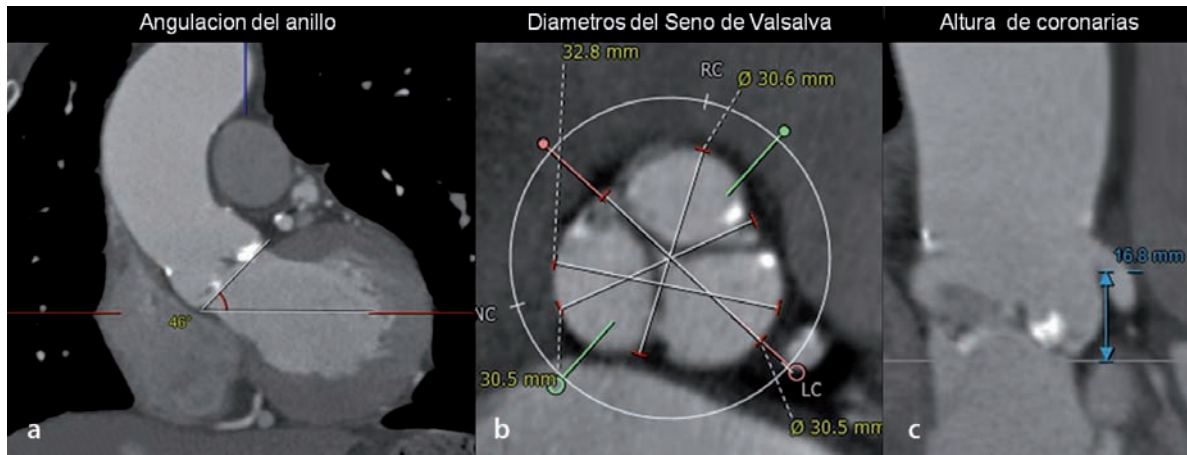 Angulacion del anillo
46°
a
Diametros del Seno de Valsalva
32.8 mm
RC
Ø 30.6 mm
NC
30.5 mm
LC
Ø 30.5 mm
b
Altura de coronarias
16.8 mm
c